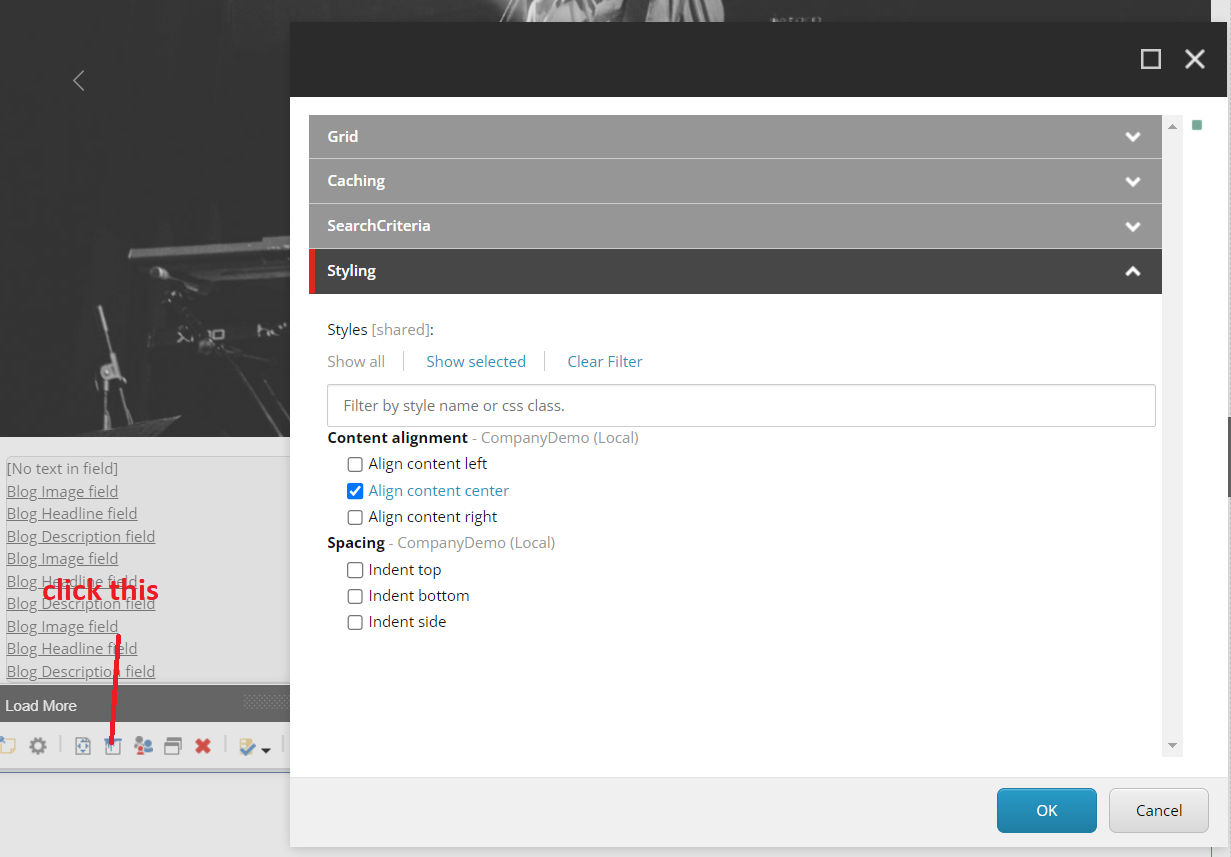 Grid
Caching
SearchCriteria
Styling
Styles [shared]:
Show all
Show selected
Clear Filter
Filter by style name or css class.
Content alignment - CompanyDemo (Local)
Align content left
Align content center
Align content right
Spacing - CompanyDemo (Local)
Indent top
Indent bottom
Indent side
OK
Cancel
[No text in field]
Blog Image field
Blog Headline field
Blog Description field
Blog Image field
Blog Headline field
click this
Blog Description field
Blog Image field
Blog Headline field
Blog Description field
Load More